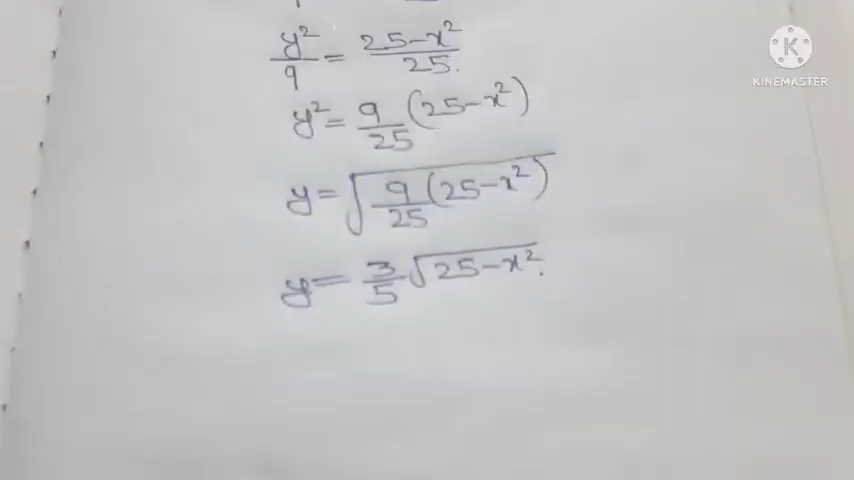 y²/9 = 25-x²/25.
y² = 9/25 (25-x²)
y = √9/25 (25-x²)
y = 3/5 √25-x².
K
KINEMASTER